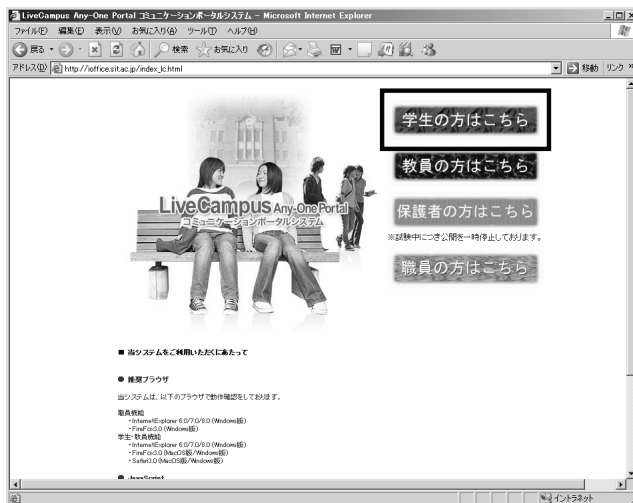 LiveCampus Any-One Portal コミュニケーションポータルシステム - Microsoft Internet Explorer
ファイル(F) 編集(E) 表示(V) お気に入り(A) ツール(T) ヘルプ(H)
戻る 検索 お気に入り
アドレス(D) http://ioffice.sit.ac.jp/index_lc.html 移動 リンク »
学生の方はこちら
教員の方はこちら
LiveCampus Any-One Portal
コミュニケーションポータルシステム
保護者の方はこちら
※試験中につき公開を一時停止しております。
職員の方はこちら
■ 当システムをご利用いただくにあたって
● 推奨ブラウザ
当システムは、以下のブラウザで動作確認をしております。
職員機能
・InternetExplorer 6.0/7.0/8.0 (Windows版)
・FireFox3.0 (Windows版)
学生・教員機能
・InternetExplorer 6.0/7.0/8.0 (Windows版)
・FireFox3.0 (MacOS版/Windows版)
・Safari3.0 (MacOS版/Windows版)
● JavaScript
イントラネット